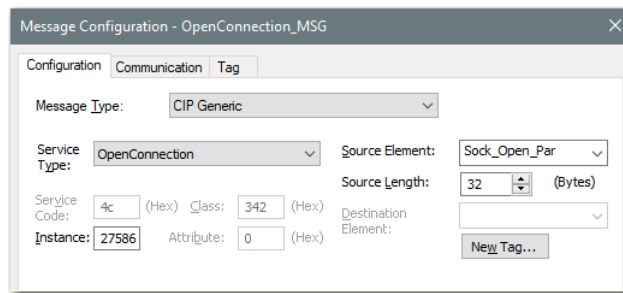 Message Configuration - OpenConnection_MSG
Configuration Communication Tag
Message Type: CIP Generic
Service Type: OpenConnection
Source Element: Sock_Open_Par
Source Length: 32 (Bytes)
Service Code: 4c (Hex) Class: 342 (Hex)
Destination Element:
Instance: 27586 Attribute: 0 (Hex)
New Tag...